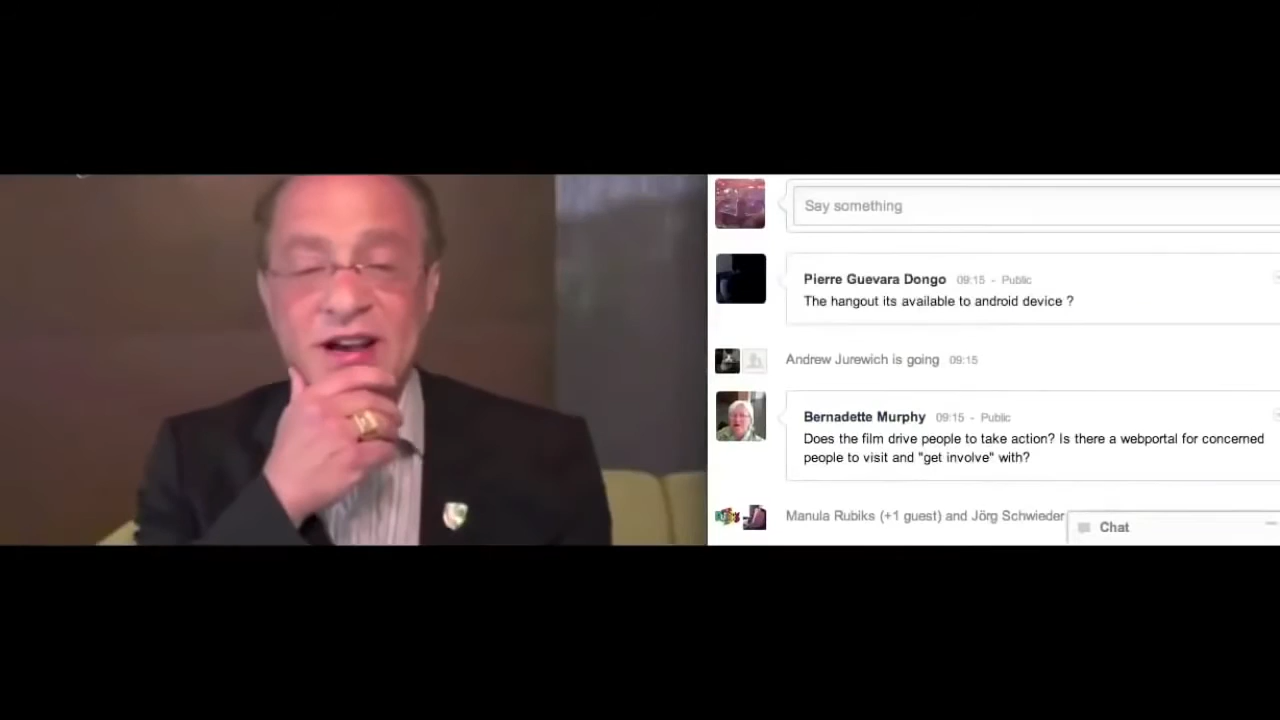 Say something
Pierre Guevara Dongo 09:15 - Public
The hangout its available to android device ?
Andrew Jurewich is going 09:15
Bernadette Murphy 09:15 - Public
Does the film drive people to take action? Is there a webportal for concerned
people to visit and "get involve" with?
Manula Rubiks (+1 guest) and Jörg Schwieder
Chat